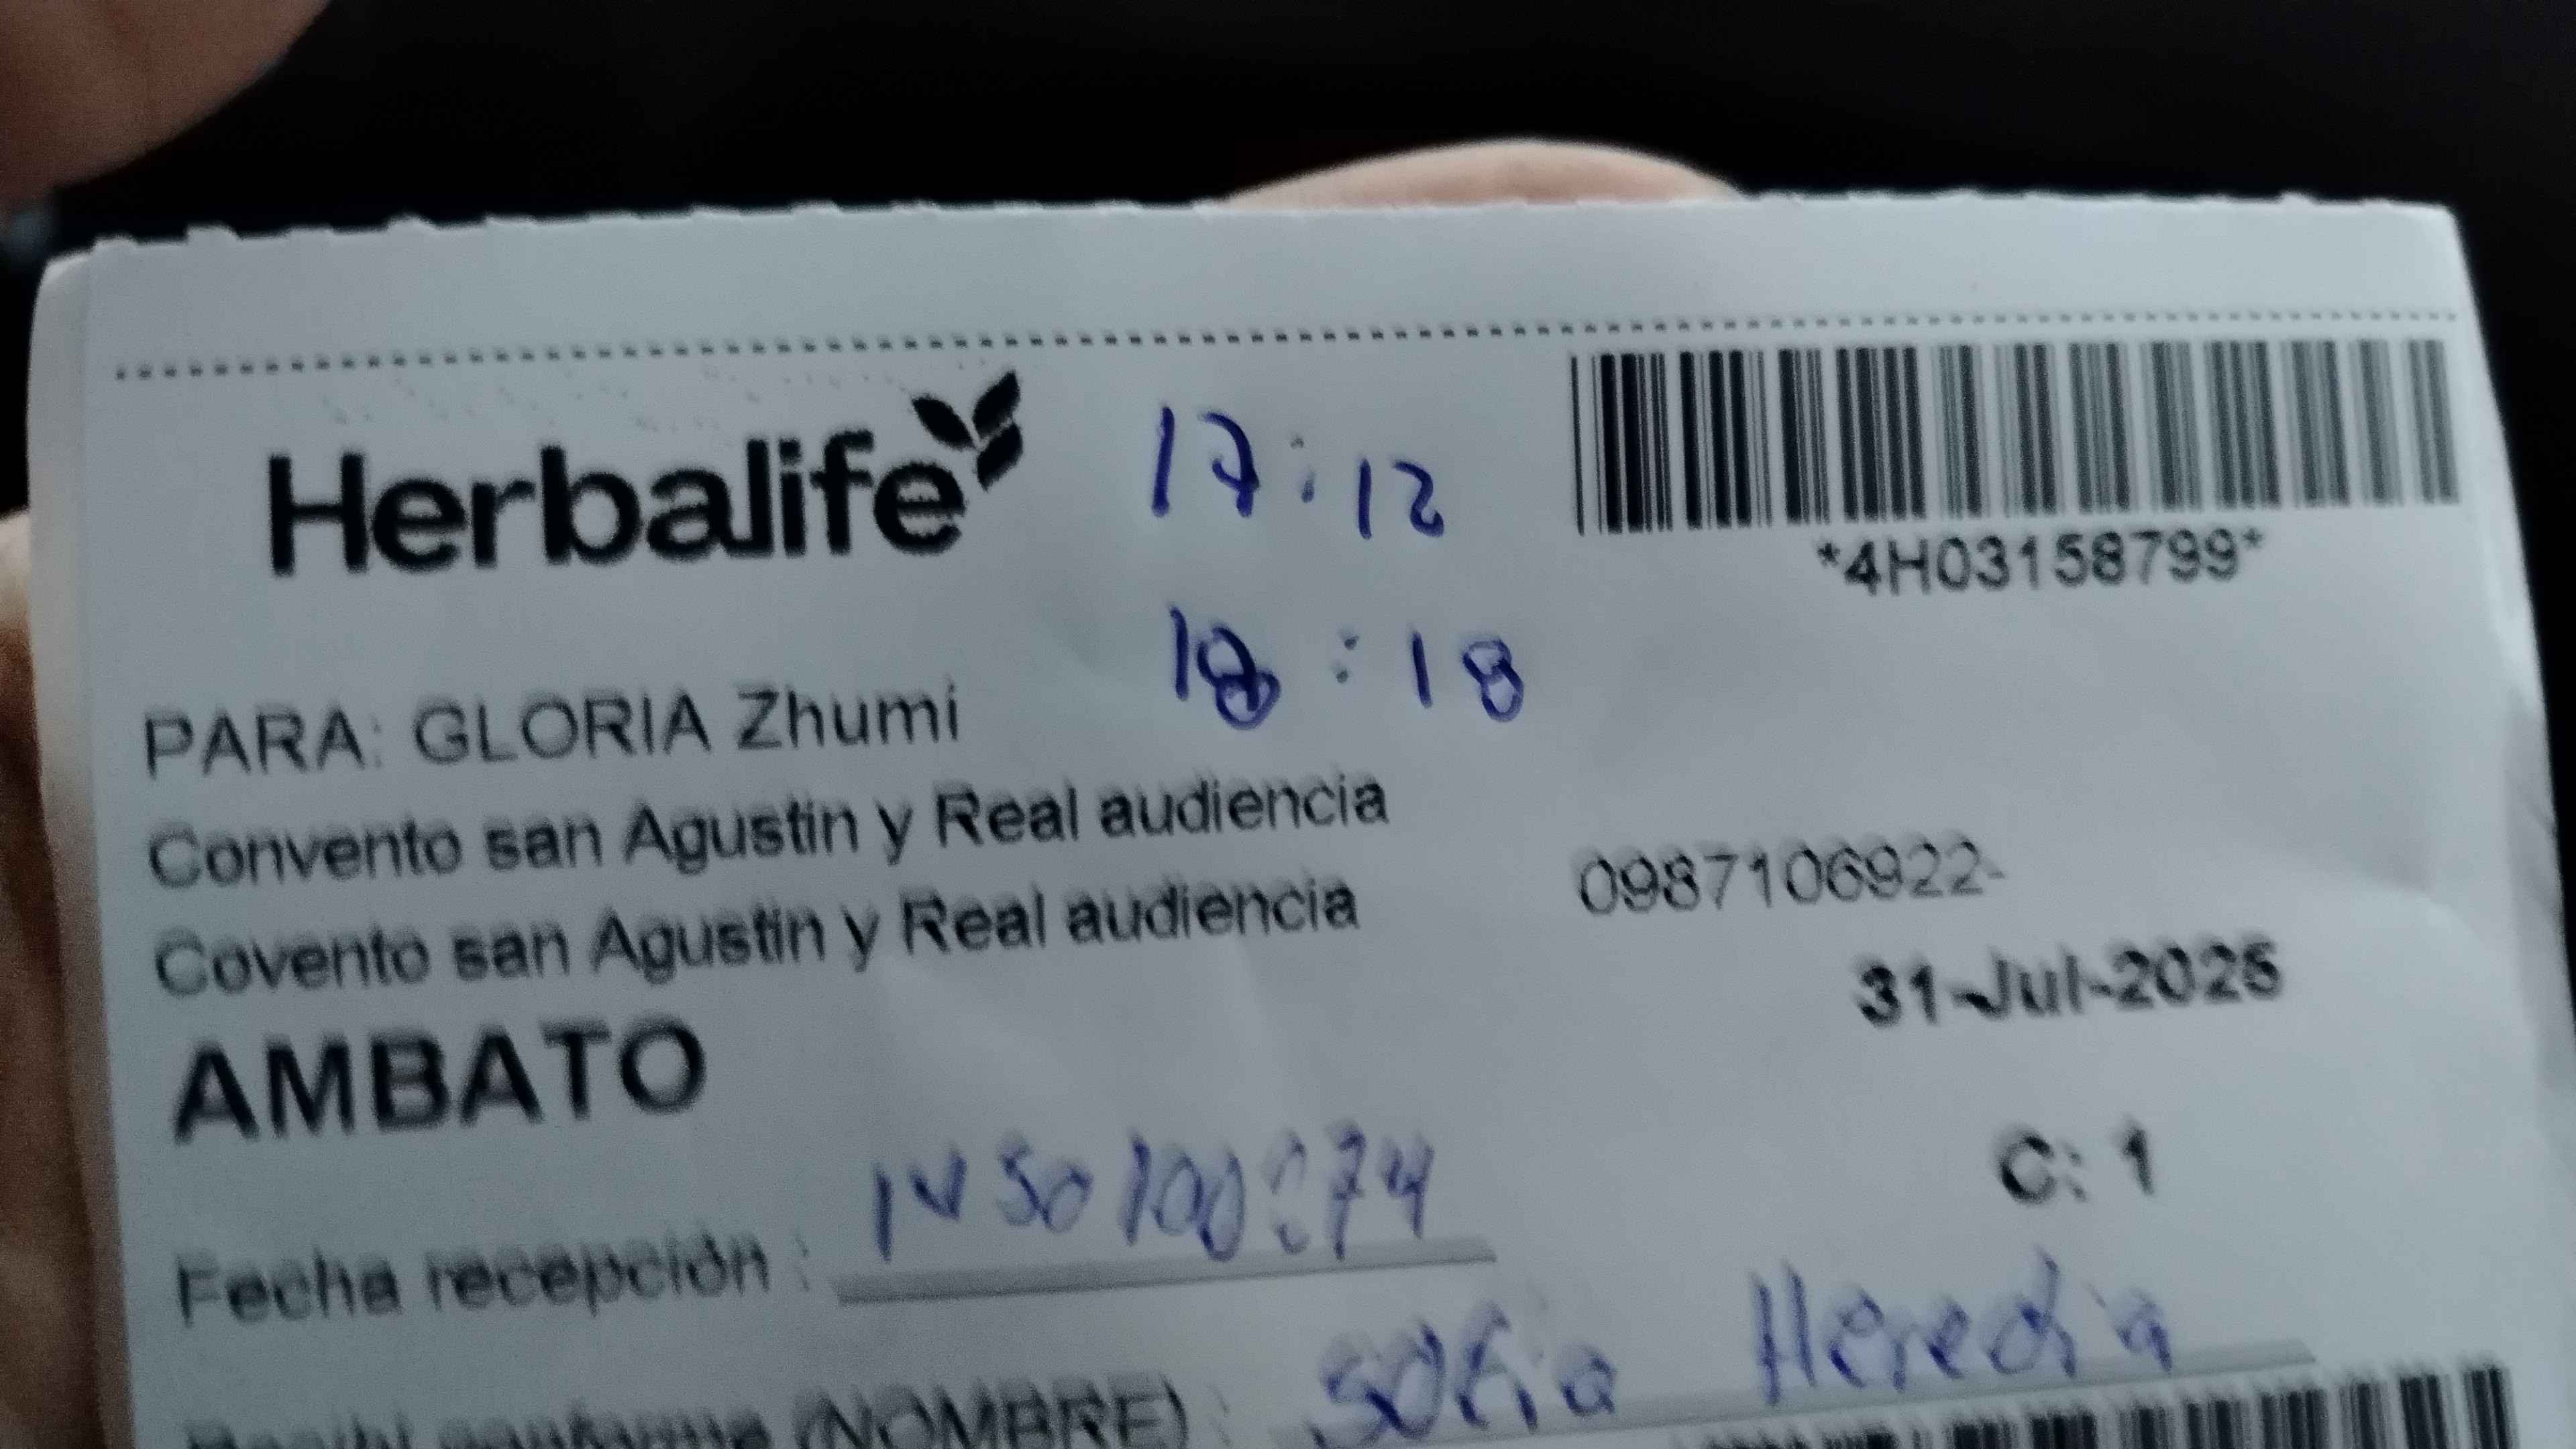 Herbalife
17:12
*4H03158799*
18:18
PARA: GLORIA Zhumi
Convento san Agustin y Real audiencia
0987106922-
Covento san Agustin y Real audiencia
31-Jul-2025
AMBATO
C: 1
Fecha recepción :
(NOMBRE) : Sofia Heredia